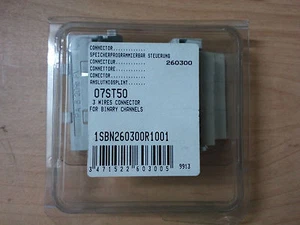 CONNECTOR
SPEICHERPROGRAMMIERBAR STEUERUNG
CONNECTEUR 260300
CONNETTORE
CONECTOR
07ST50
3 WIRES CONNECTOR
FOR BINARY CHANNELS
1SBN260300R1001
3 471522 603005
9913